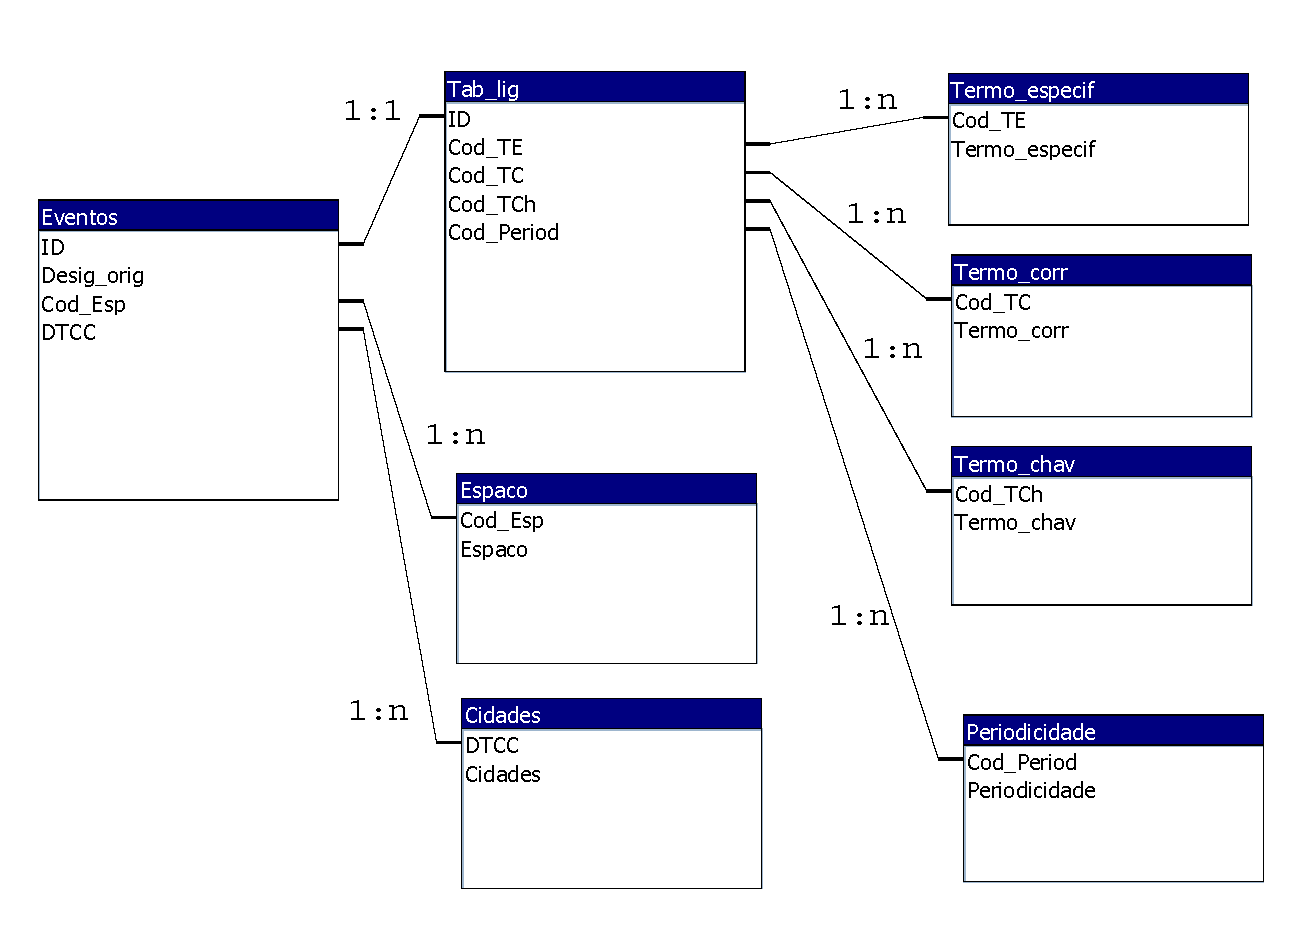 Eventos
ID
Desig_orig
Cod_Esp
DTCC
1:1
Tab_lig
ID
Cod_TE
Cod_TC
Cod_TCh
Cod_Period
1:n
Espaco
Cod_Esp
Espaco
1:n
Cidades
DTCC
Cidades
1:n
Termo_especif
Cod_TE
Termo_especif
1:n
Termo_corr
Cod_TC
Termo_corr
1:n
Termo_chav
Cod_TCh
Termo_chav
1:n
Periodicidade
Cod_Period
Periodicidade